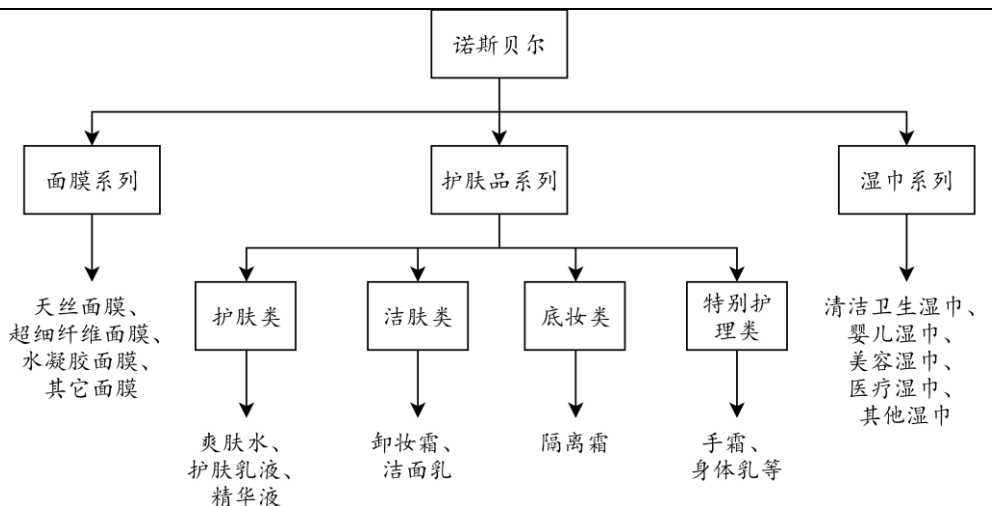 诺斯贝尔
面膜系列
护肤品系列
湿巾系列
天丝面膜、
超细纤维面膜、
水凝胶面膜、
其它面膜
护肤类
洁肤类
底妆类
特别护
理类
清洁卫生湿巾、
婴儿湿巾、
美容湿巾、
医疗湿巾、
其他湿巾
爽肤水、
护肤乳液、
精华液
卸妆霜、
洁面乳
隔离霜
手霜、
身体乳等